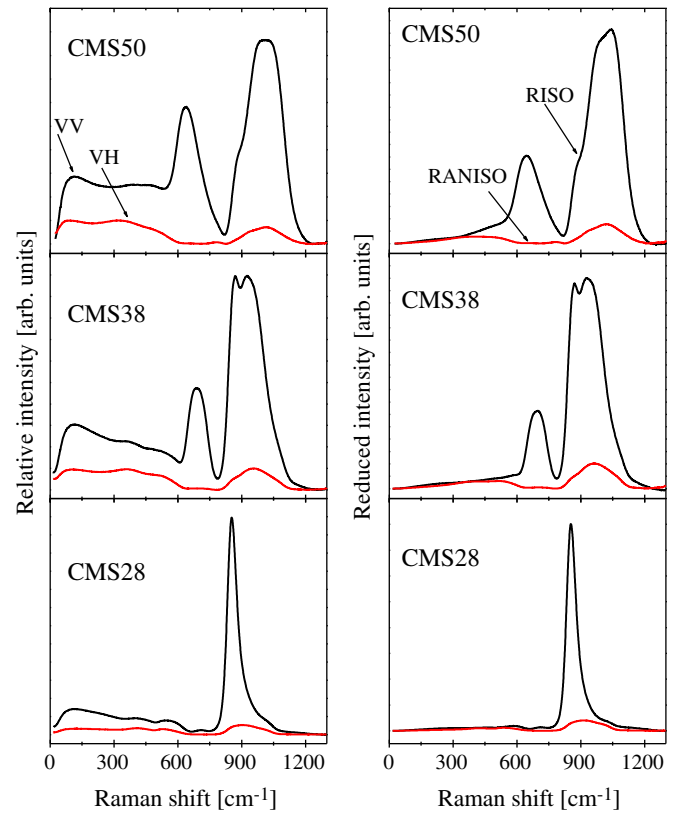 CMS50
VV
VH
CMS38
CMS28
Relative intensity [arb. units]
0 300 600 900 1200
Raman shift [cm-1]
CMS50
RISO
RANISO
CMS38
CMS28
Reduced intensity [arb. units]
0 300 600 900 1200
Raman shift [cm-1]